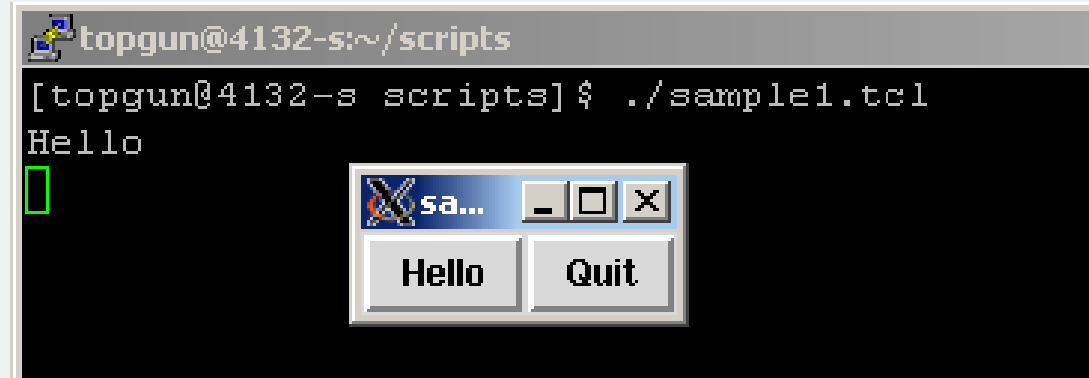 topgun@4132-s:~/scripts
[topgun@4132-s scripts]$ ./sample1.tcl
Hello
sa...
Hello Quit